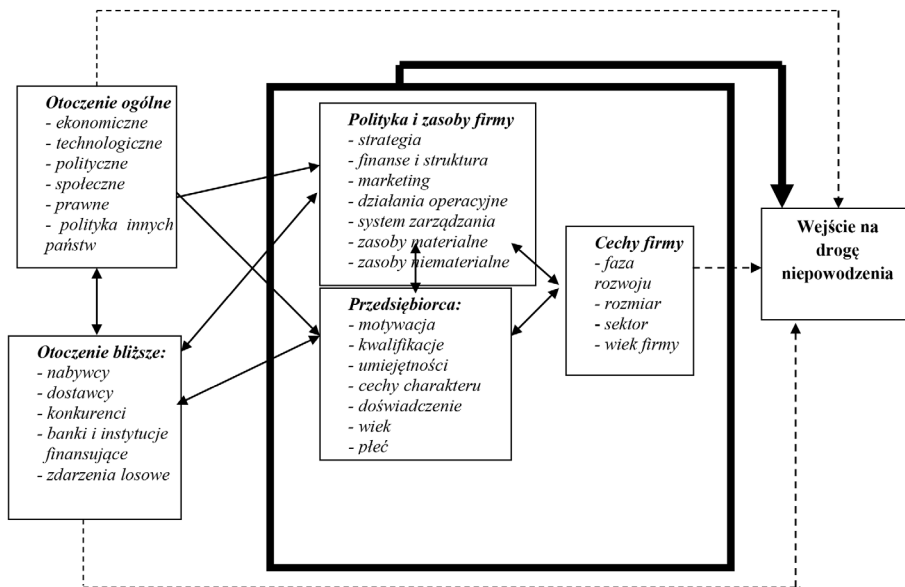 Otoczenie ogólne
- ekonomiczne
- technologiczne
- polityczne
- społeczne
- prawne
- polityka innych
państw
Otoczenie bliższe:
- nabywcy
- dostawcy
- konkurenci
- banki i instytucje
finansujące
- zdarzenia losowe
Polityka i zasoby firmy
- strategia
- finanse i struktura
- marketing
- działania operacyjne
- system zarządzania
- zasoby materialne
- zasoby niematerialne
Przedsiębiorca:
- motywacja
- kwalifikacje
- umiejętności
- cechy charakteru
- doświadczenie
- wiek
- płeć
Cechy firmy
- faza
rozwoju
- rozmiar
- sektor
- wiek firmy
Wejście na
drogę
niepowodzenia